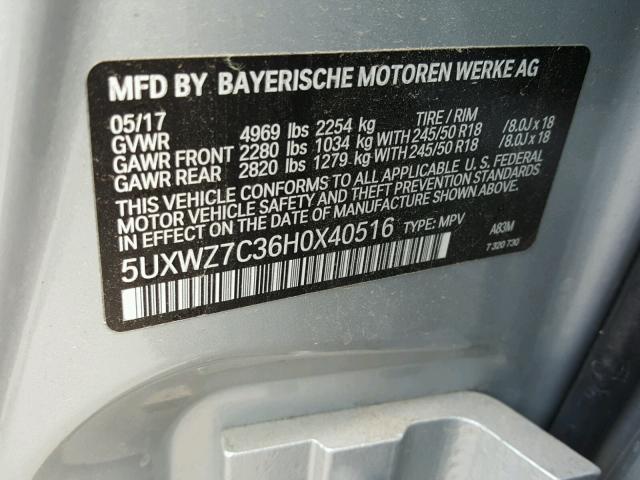 MFD BY BAYERISCHE MOTOREN WERKE AG
05/17 TIRE / RIM
GVWR 4969 lbs 2254 kg
GAWR FRONT 2280 lbs 1034 kg WITH 245/50 R18 /8.0J x 18
GAWR REAR 2820 lbs 1279 kg WITH 245/50 R18 /8.0J x 18
THIS VEHICLE CONFORMS TO ALL APPLICABLE U. S. FEDERAL
MOTOR VEHICLE SAFETY AND THEFT PREVENTION STANDARDS
IN EFFECT ON THE DATE OF MANUFACTURE SHOWN ABOVE.
5UXWZ7C36H0X40516 TYPE: MPV A83M
T 320 730